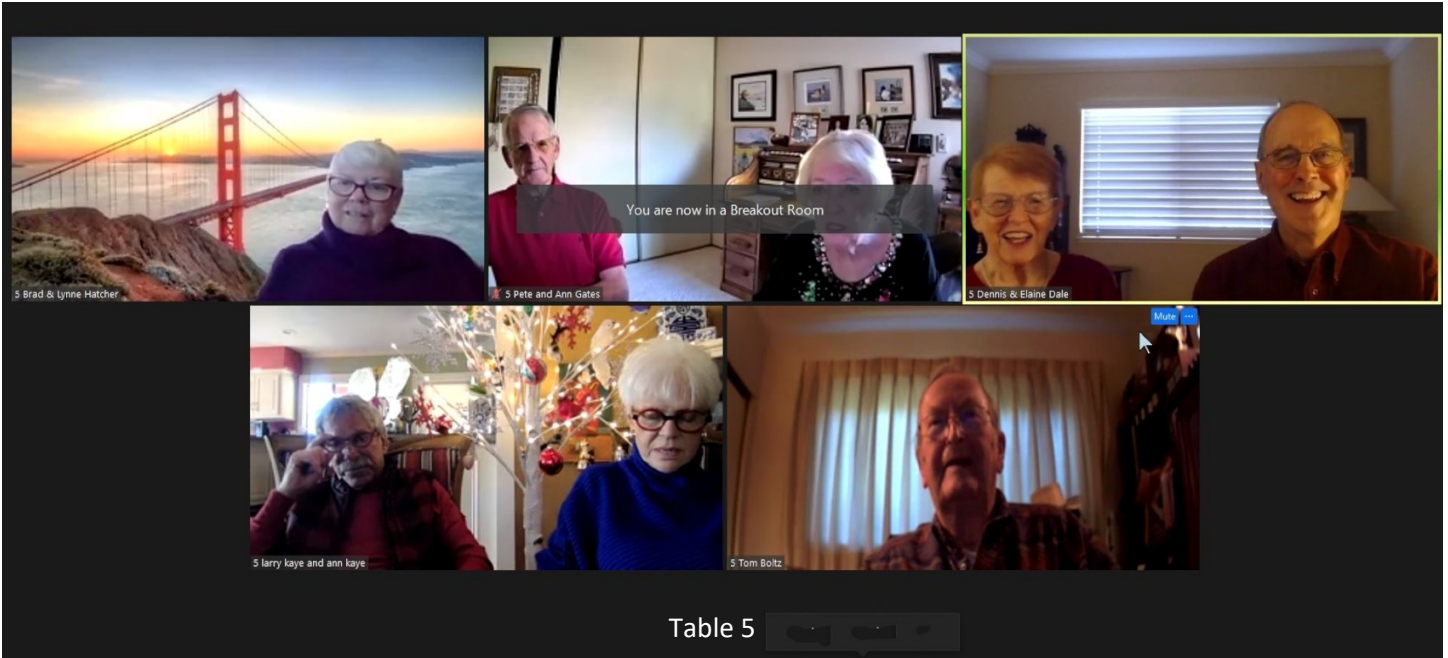 5 Brad & Lynne Hatcher
You are now in a Breakout Room
5 Pete and Ann Gates
5 Dennis & Elaine Dale
5 larry kaye and ann kaye
Mute ...
5 Tom Boltz
Table 5